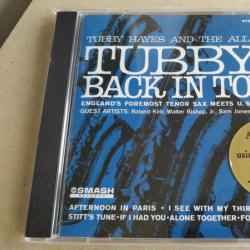 TUBBY HAYES AND THE ALL
TUBBY
BACK IN TO
ENGLAND'S FOREMOST TENOR SAX MEETS U.S
GUEST ARTISTS: Roland Kirk, Walter Bishop, Jr., Sam Jones
usin
SMASH
RECORDS
AFTERNOON IN PARIS • I SEE WITH MY THIR
STITT'S TUNE • IF I HAD YOU • ALONE TOGETHER • FO